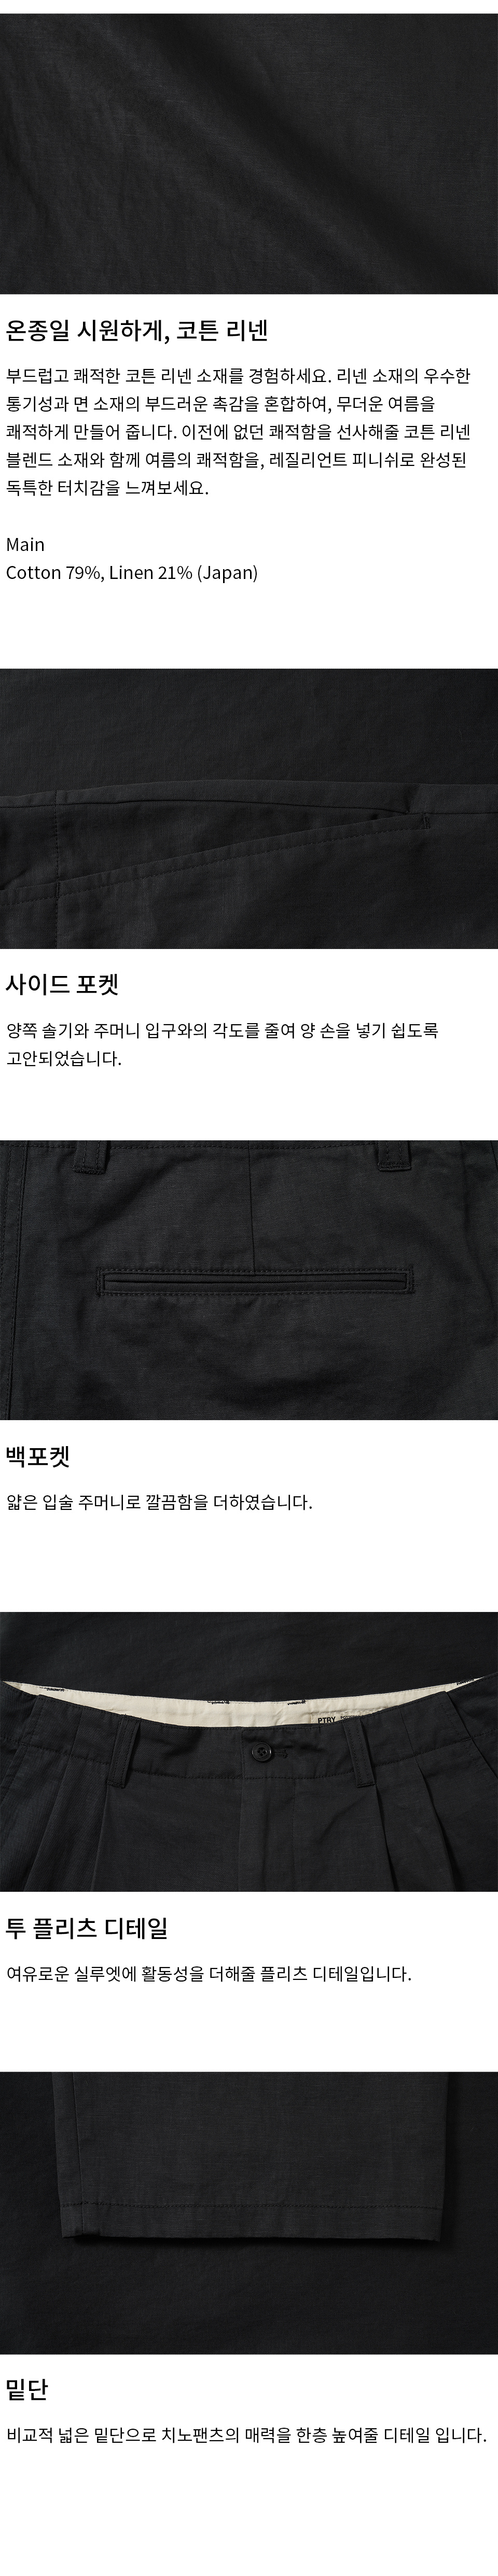 온종일 시원하게, 코튼 리넨
부드럽고 쾌적한 코튼 리넨 소재를 경험하세요. 리넨 소재의 우수한
통기성과 면 소재의 부드러운 촉감을 혼합하여, 무더운 여름을
쾌적하게 만들어 줍니다. 이전에 없던 쾌적함을 선사해줄 코튼 리넨
블렌드 소재와 함께 여름의 쾌적함을, 레질리언트 피니쉬로 완성된
독특한 터치감을 느껴보세요.
Main
Cotton 79%, Linen 21% (Japan)
사이드 포켓
양쪽 솔기와 주머니 입구와의 각도를 줄여 양 손을 넣기 쉽도록
고안되었습니다.
백포켓
얇은 입술 주머니로 깔끔함을 더하였습니다.
PTRY
투 플리츠 디테일
여유로운 실루엣에 활동성을 더해줄 플리츠 디테일입니다.
밑단
비교적 넓은 밑단으로 치노팬츠의 매력을 한층 높여줄 디테일 입니다.